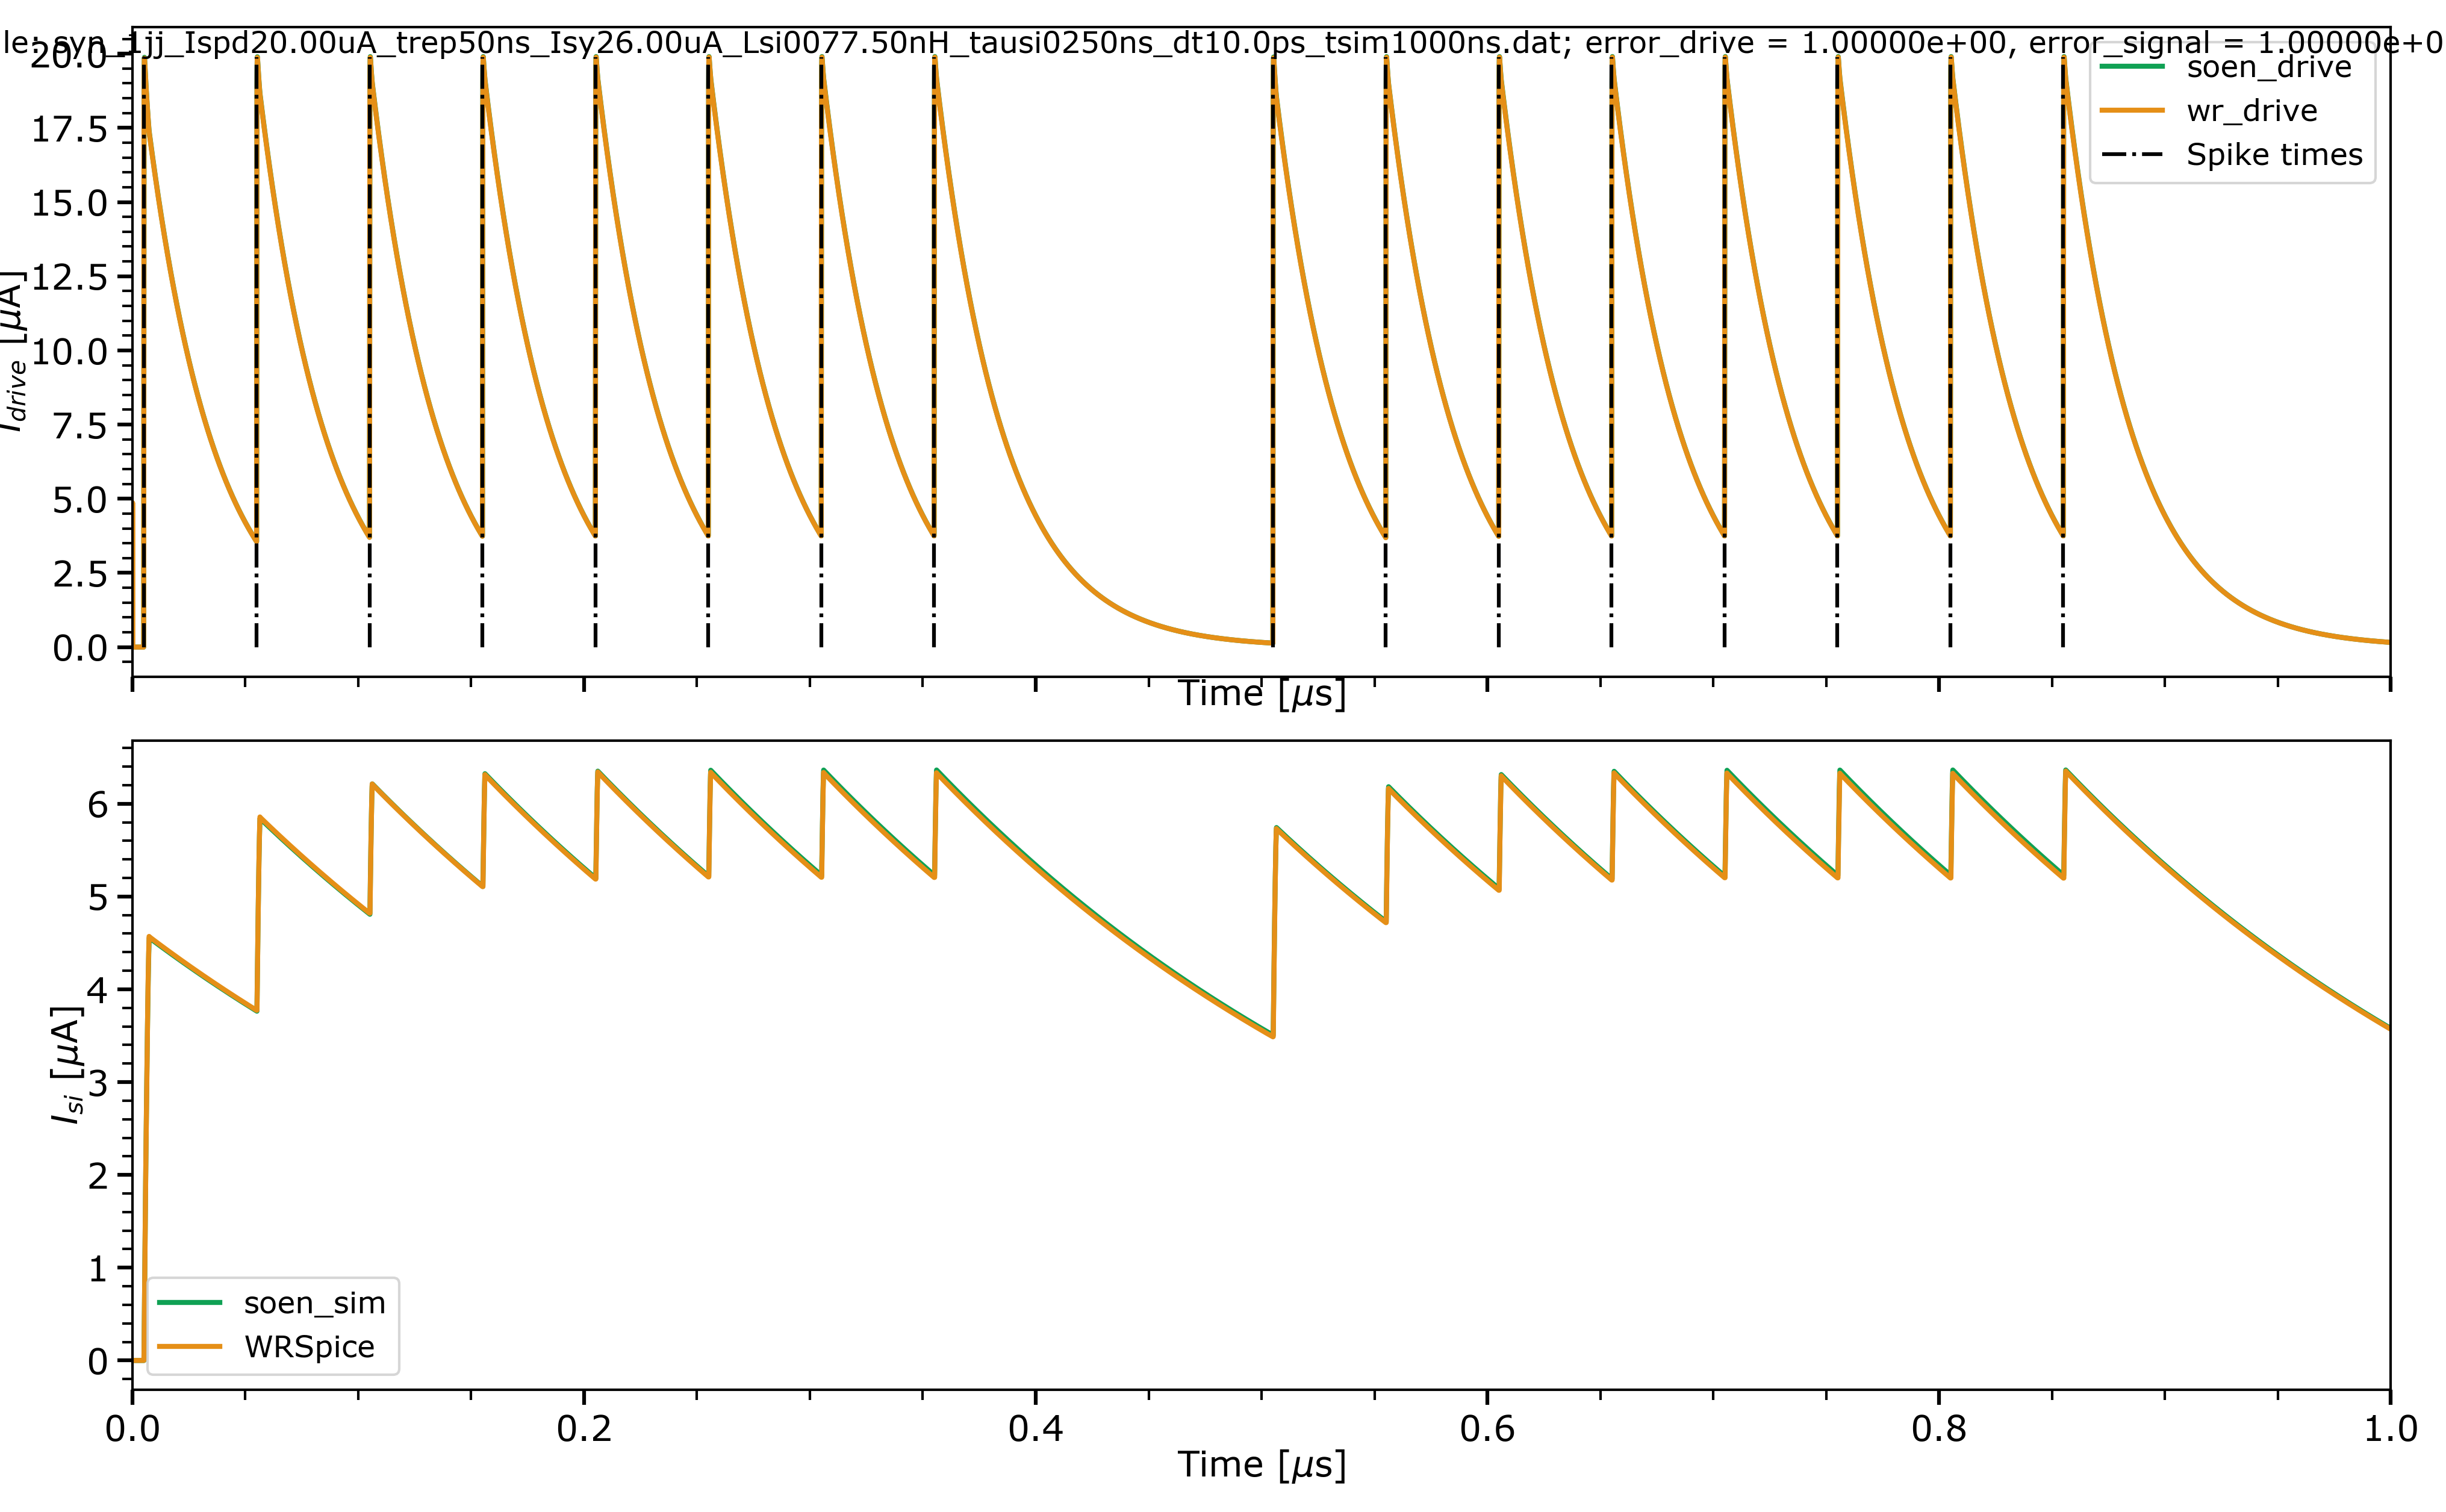 le: syn_1jj_Ispd20.00uA_trep50ns_Isy26.00uA_Lsi0077.50nH_tausi0250ns_dt10.0ps_tsim1000ns.dat; error_drive = 1.00000e+00, error_signal = 1.00000e+0
20.0
17.5
15.0
12.5
10.0
7.5
5.0
2.5
0.0
I_drive [μA]
soen_drive
wr_drive
Spike times
Time [μs]
6
5
4
3
2
1
0
I_si [μA]
soen_sim
WRSpice
0.0 0.2 0.4 0.6 0.8 1.0
Time [μs]